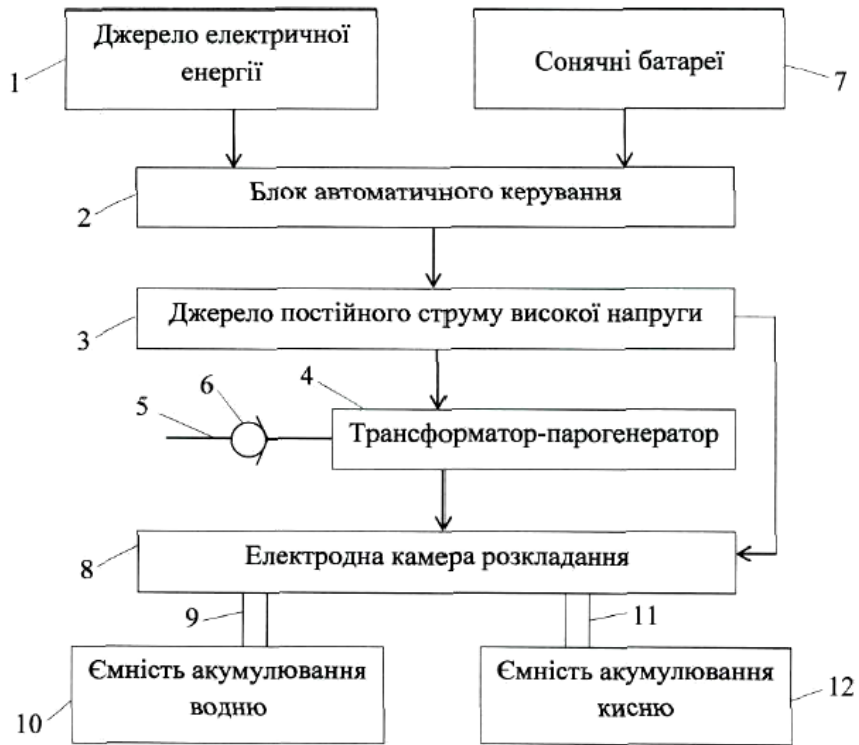 Джерело електричної
енергії
1
Сонячні батареї
7
Блок автоматичного керування
2
Джерело постійного струму високої напруги
3
6
4
5
Трансформатор-парогенератор
Електродна камера розкладання
8
9
11
Ємність акумулювання
водню
10
Ємність акумулювання
кисню
12